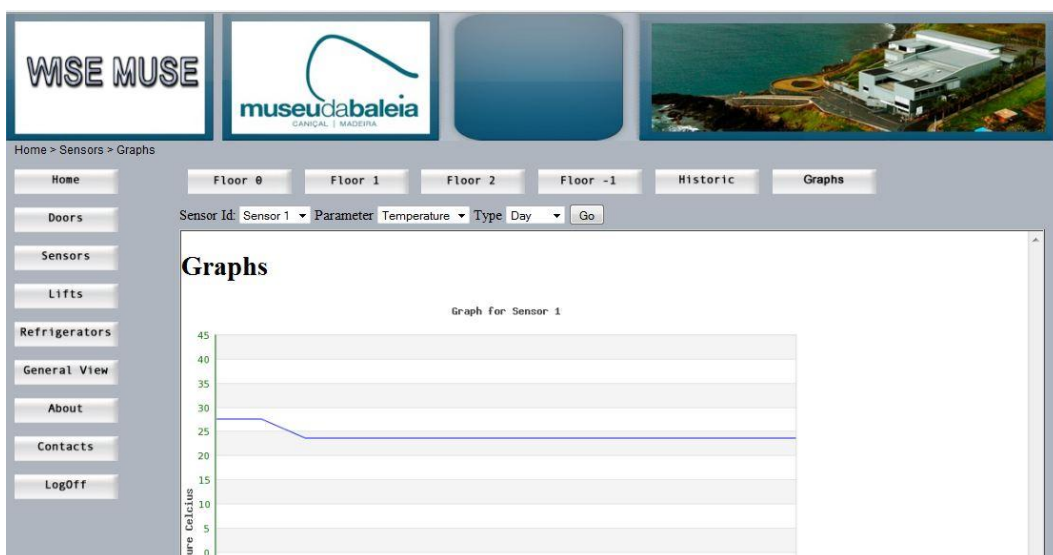 WISE MUSE
museudabaleia
CANIÇAL | MADEIRA
Home > Sensors > Graphs
Home
Doors
Sensors
Lifts
Refrigerators
General View
About
Contacts
LogOff
Floor 0 Floor 1 Floor 2 Floor -1 Historic Graphs
Sensor Id: Sensor 1 Parameter Temperature Type Day Go
Graphs
Graph for Sensor 1
45
40
35
30
25
20
15
10
5
0
ure Celcius